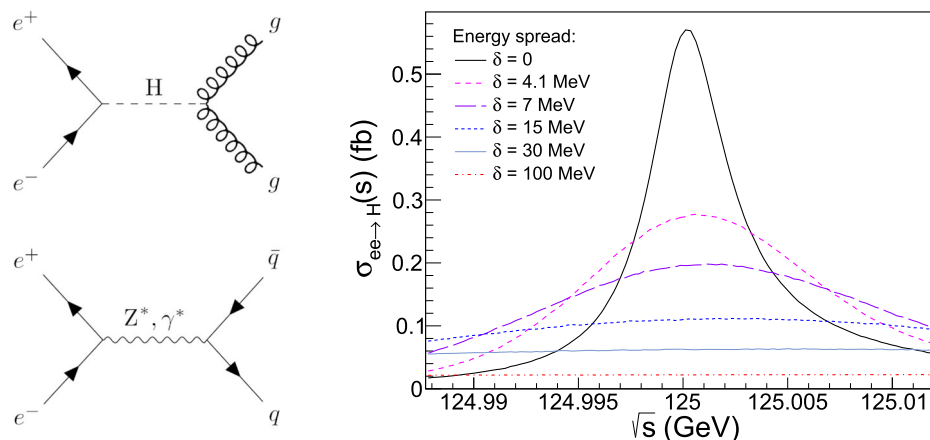 e⁺
g
H
e⁻
g
e⁺
q̄
Z*, γ*
e⁻
q
Energy spread:
δ = 0
δ = 4.1 MeV
δ = 7 MeV
δ = 15 MeV
δ = 30 MeV
δ = 100 MeV
σee→H(s) (fb)
0.5
0.4
0.3
0.2
0.1
0
124.99 124.995 125 125.005 125.01
√s (GeV)